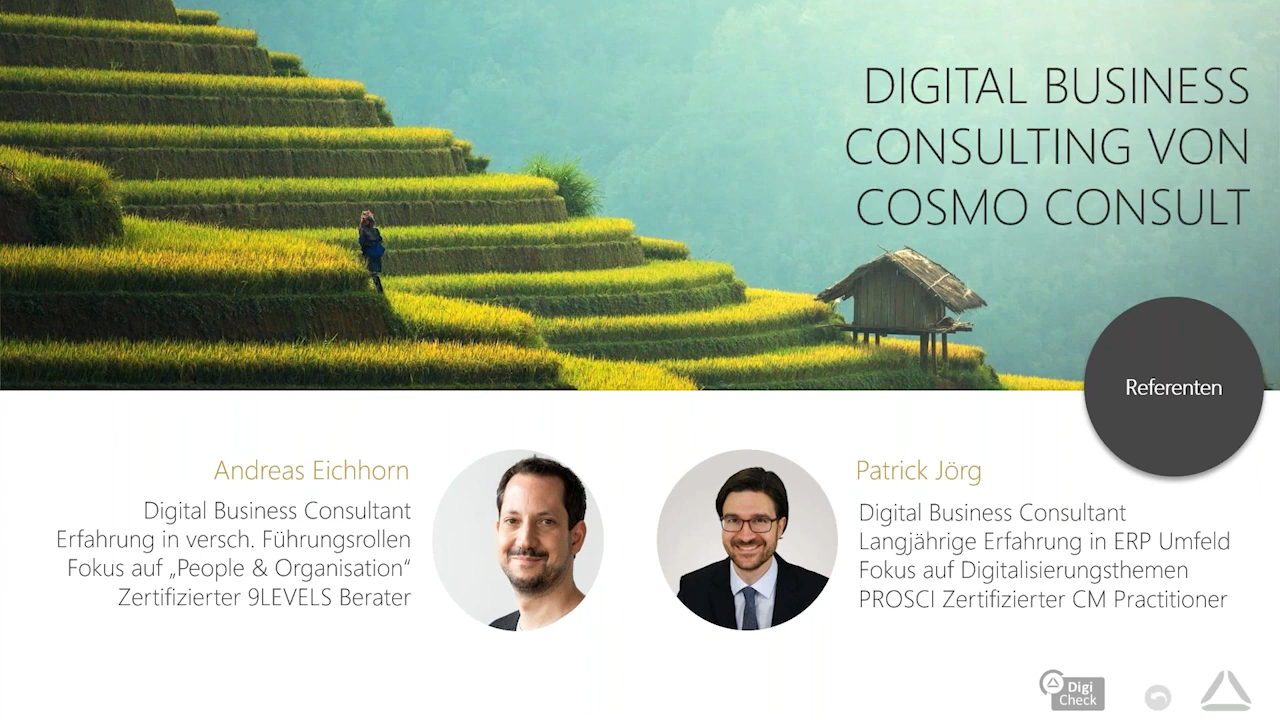 DIGITAL BUSINESS
CONSULTING VON
COSMO CONSULT
Referenten
Andreas Eichhorn
Digital Business Consultant
Erfahrung in versch. Führungsrollen
Fokus auf „People & Organisation“
Zertifizierter 9LEVELS Berater
Patrick Jörg
Digital Business Consultant
Langjährige Erfahrung in ERP Umfeld
Fokus auf Digitalisierungsthemen
PROSCI Zertifizierter CM Practitioner
Digi
Check